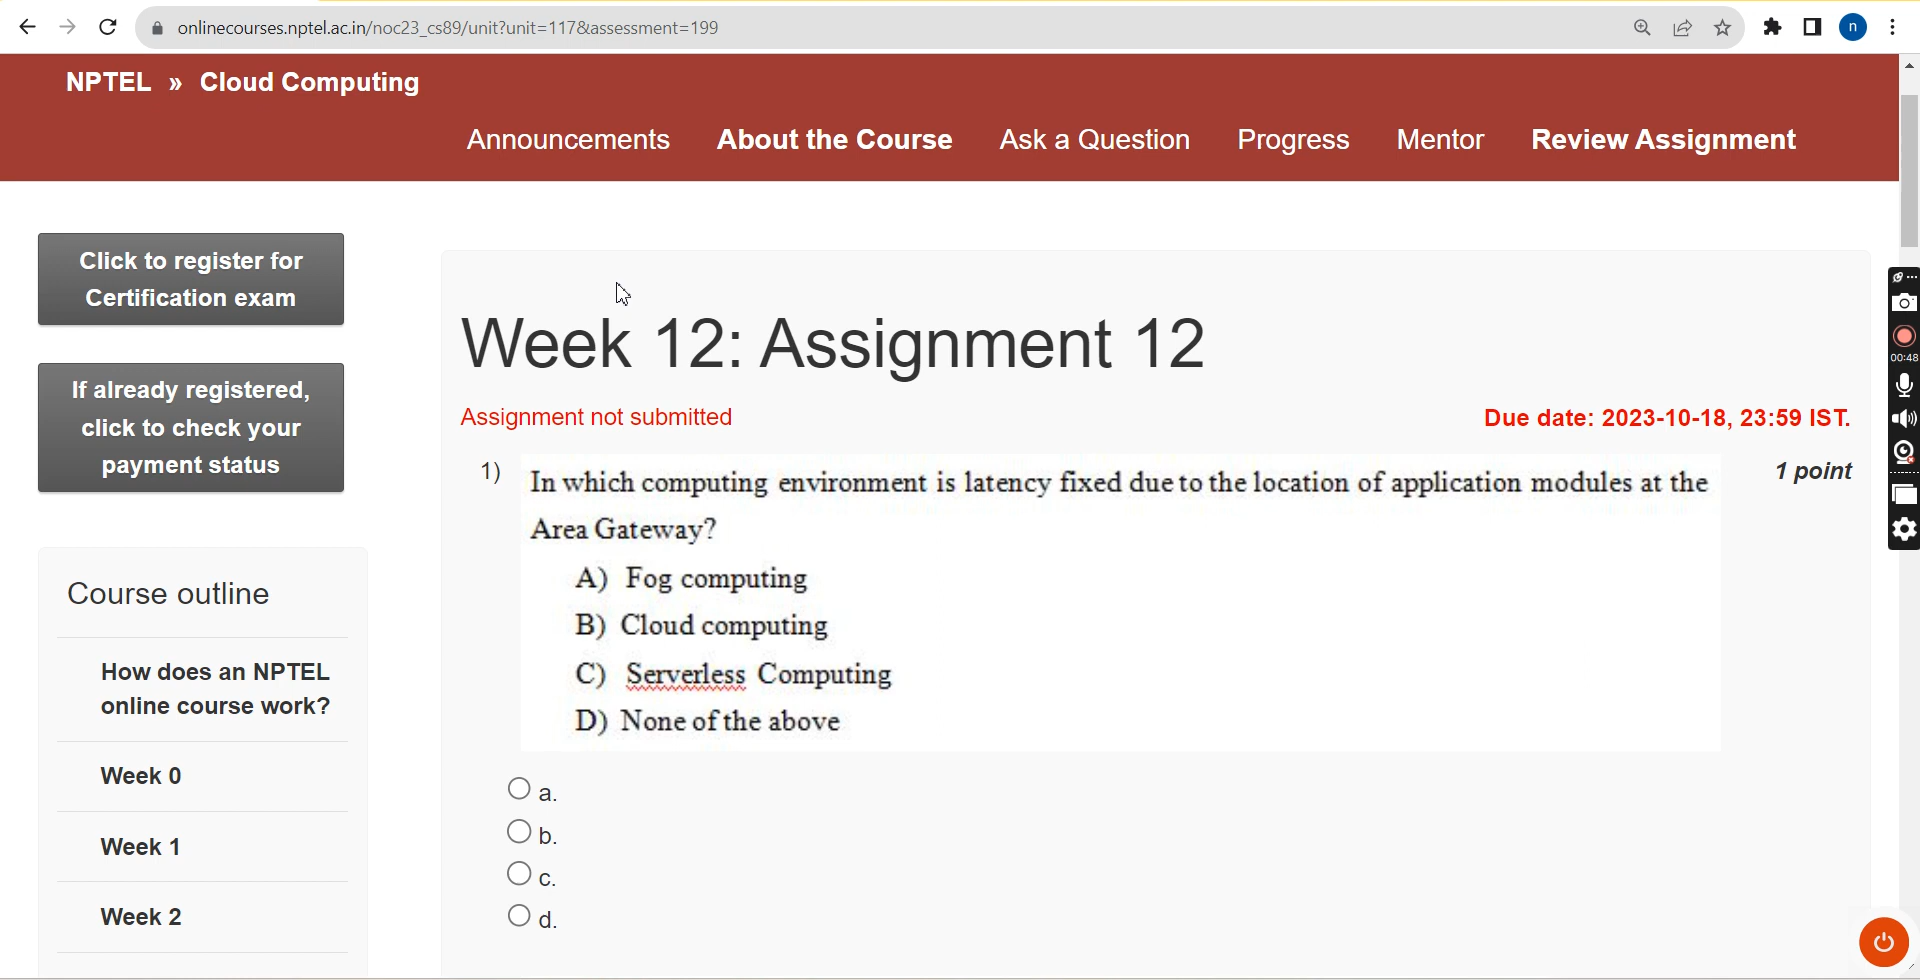 onlinecourses.nptel.ac.in/noc23_cs89/unit?unit=117&assessment=199
n
NPTEL » Cloud Computing
Announcements About the Course Ask a Question Progress Mentor Review Assignment
Click to register for
Certification exam
If already registered,
click to check your
payment status
Course outline
How does an NPTEL
online course work?
Week 0
Week 1
Week 2
Week 12: Assignment 12
Assignment not submitted
Due date: 2023-10-18, 23:59 IST.
1) In which computing environment is latency fixed due to the location of application modules at the
1 point
Area Gateway?
A) Fog computing
B) Cloud computing
C) Serverless Computing
D) None of the above
a.
b.
c.
d.
00:48